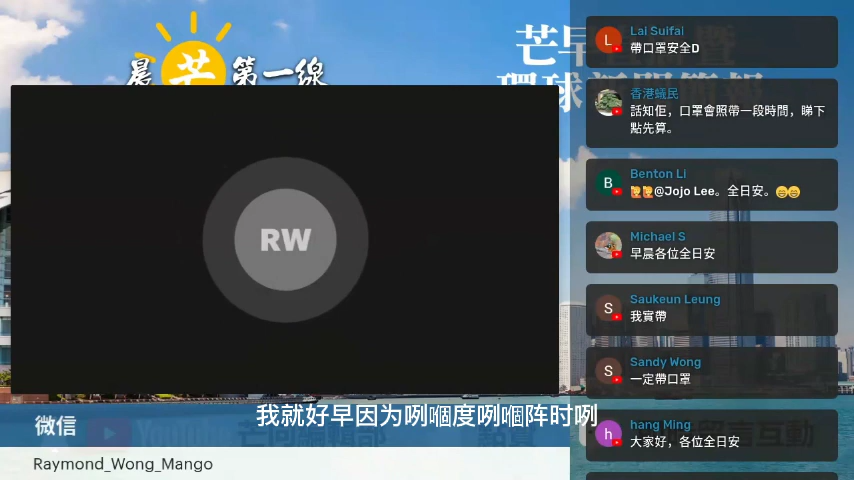 晨芒第一線
RW
我就好早因为咧嗰度咧嗰阵时咧
微信
Raymond_Wong_Mango
L
Lai Suifai
帶口罩安全D
香港蟻民
話知佢，口罩會照帶一段時間，睇下
點先算。
B
Benton Li
@Jojo Lee。全日安。
Michael S
早晨各位全日安
S
Saukeun Leung
我實帶
S
Sandy Wong
一定帶口罩
h
hang Ming
大家好，各位全日安